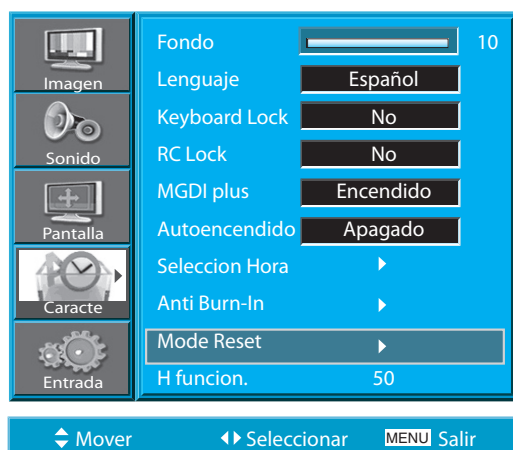 Imagen
Sonido
Pantalla
Caracte
Entrada
Fondo 10
Lenguaje Español
Keyboard Lock No
RC Lock No
MGDI plus Encendido
Autoencendido Apagado
Seleccion Hora
Anti Burn-In
Mode Reset
H funcion. 50
Mover Seleccionar MENU Salir